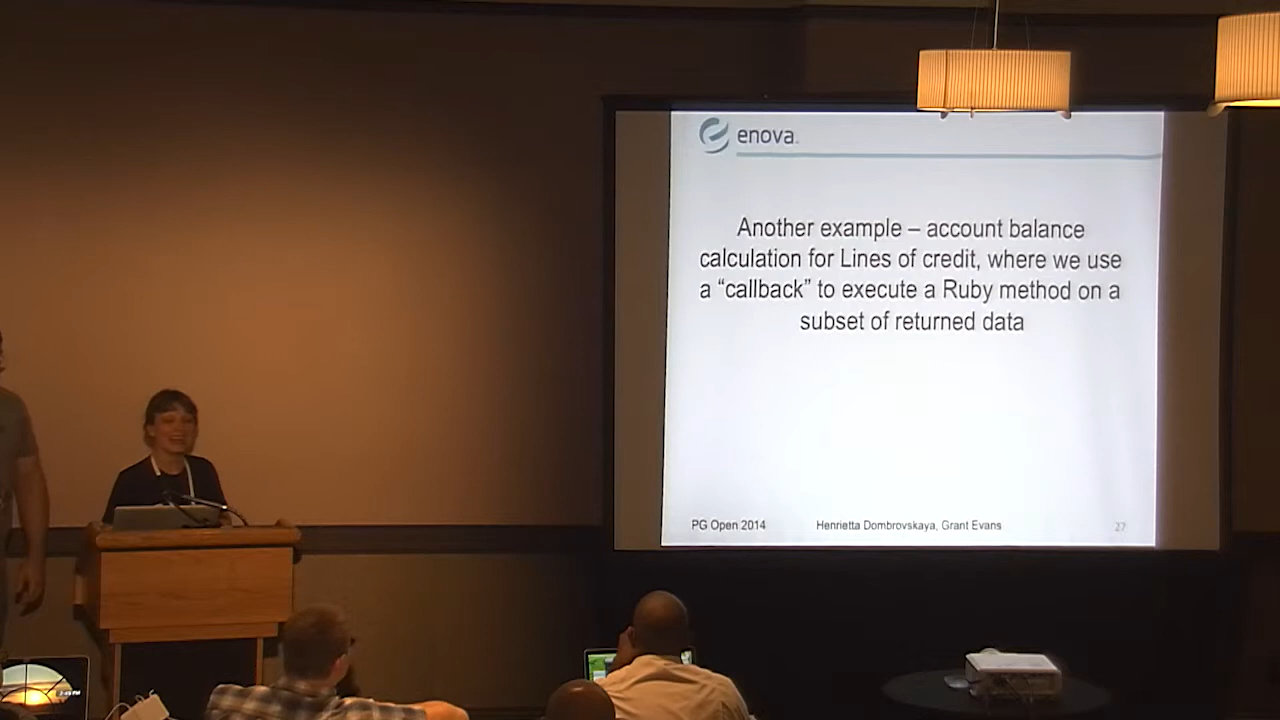 enova
Another example – account balance
calculation for Lines of credit, where we use
a “callback” to execute a Ruby method on a
subset of returned data
PG Open 2014
Henrietta Dombrovskaya, Grant Evans
27